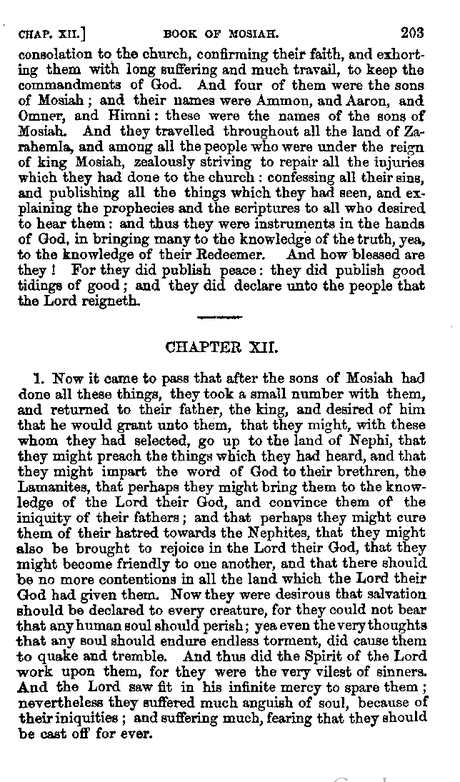 CHAP. XII.] BOOK OF MOSIAH. 203
consolation to the church, confirming their faith, and exhort-
ing them with long suffering and much travail, to keep the
commandments of God. And four of them were the sons
of Mosiah; and their names were Ammon, and Aaron, and
Omner, and Himni: these were the names of the sons of
Mosiah. And they travelled throughout all the land of Za-
rahemla, and among all the people who were under the reign
of king Mosiah, zealously striving to repair all the injuries
which they had done to the church: confessing all their sins,
and publishing all the things which they had seen, and ex-
plaining the prophecies and the scriptures to all who desired
to hear them: and thus they were instruments in the hands
of God, in bringing many to the knowledge of the truth, yea,
to the knowledge of their Redeemer. And how blessed are
they! For they did publish peace: they did publish good
tidings of good; and they did declare unto the people that
the Lord reigneth.
CHAPTER XII.
1. Now it came to pass that after the sons of Mosiah had
done all these things, they took a small number with them,
and returned to their father, the king, and desired of him
that he would grant unto them, that they might, with these
whom they had selected, go up to the land of Nephi, that
they might preach the things which they had heard, and that
they might impart the word of God to their brethren, the
Lamanites, that perhaps they might bring them to the know-
ledge of the Lord their God, and convince them of the
iniquity of their fathers; and that perhaps they might cure
them of their hatred towards the Nephites, that they might
also be brought to rejoice in the Lord their God, that they
might become friendly to one another, and that there should
be no more contentions in all the land which the Lord their
God had given them. Now they were desirous that salvation
should be declared to every creature, for they could not bear
that any human soul should perish; yea even the very thoughts
that any soul should endure endless torment, did cause them
to quake and tremble. And thus did the Spirit of the Lord
work upon them, for they were the very vilest of sinners.
And the Lord saw fit in his infinite mercy to spare them;
nevertheless they suffered much anguish of soul, because of
their iniquities; and suffering much, fearing that they should
be cast off for ever.